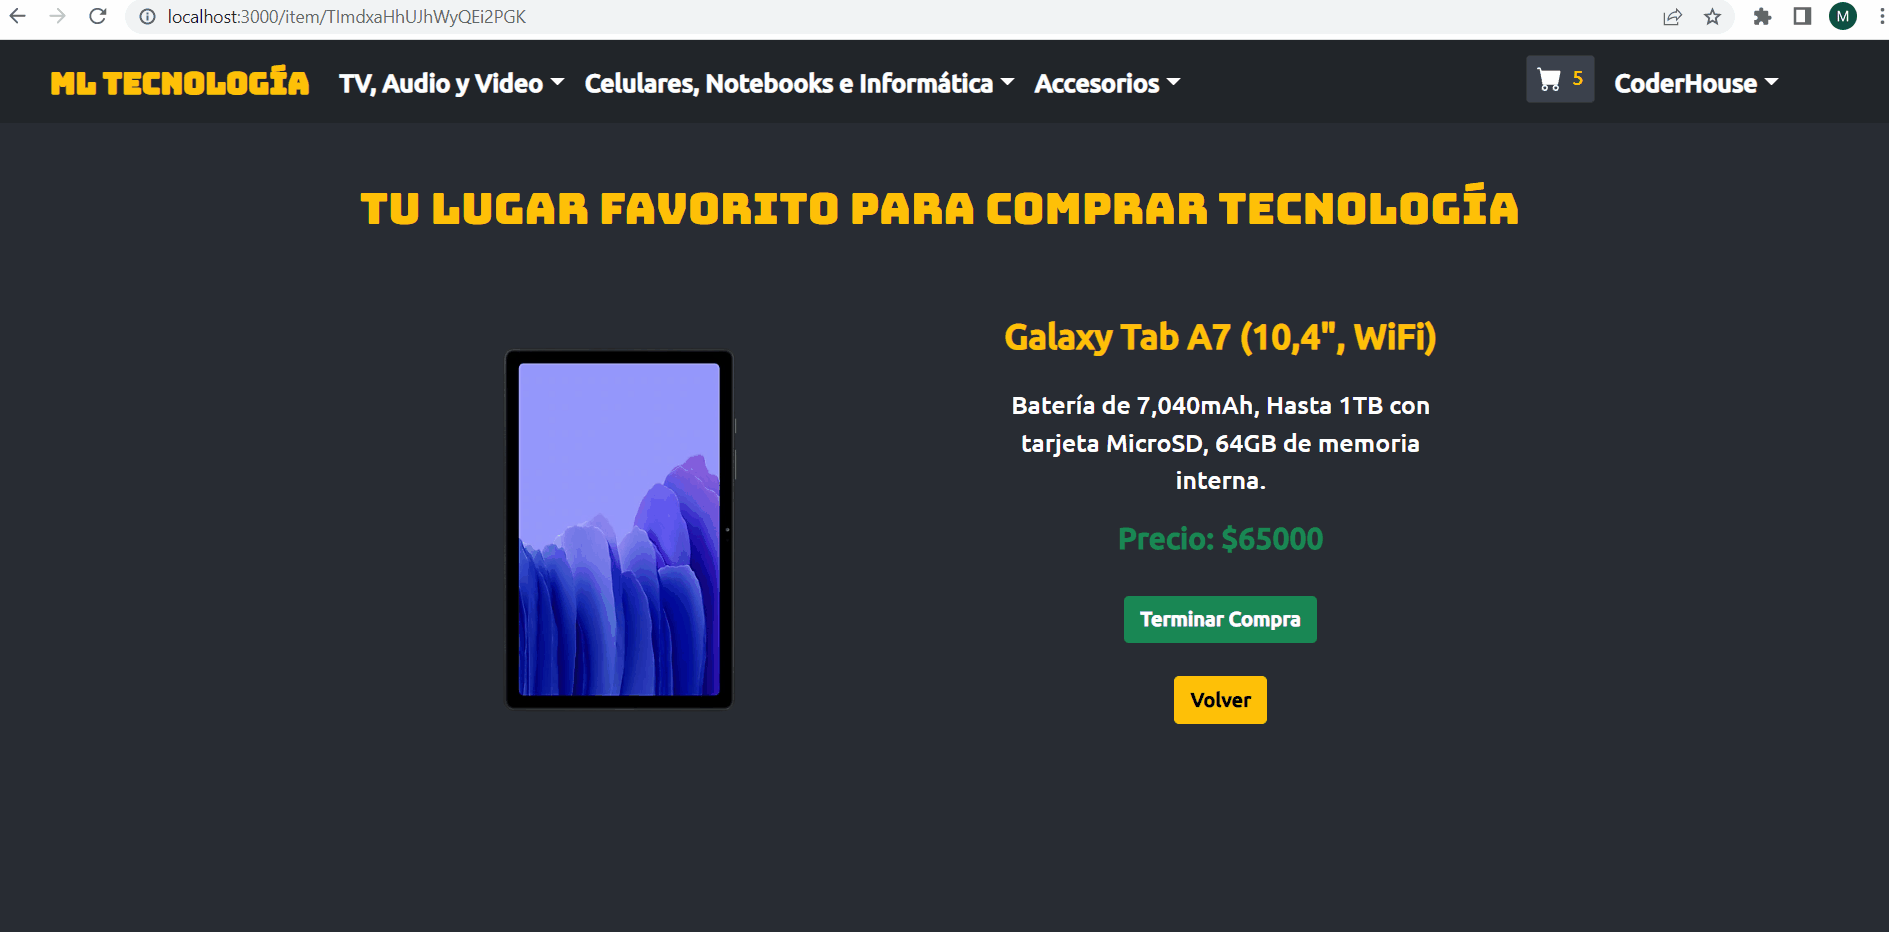 localhost:3000/item/TImdxaHhUJhWyQEi2PGK
M
ML TECNOLOGÍA TV, Audio y Video Celulares, Notebooks e Informática Accesorios 5 CoderHouse
TU LUGAR FAVORITO PARA COMPRAR TECNOLOGÍA
Galaxy Tab A7 (10,4", WiFi)
Batería de 7,040mAh, Hasta 1TB con
tarjeta MicroSD, 64GB de memoria
interna.
Precio: $65000
Terminar Compra
Volver